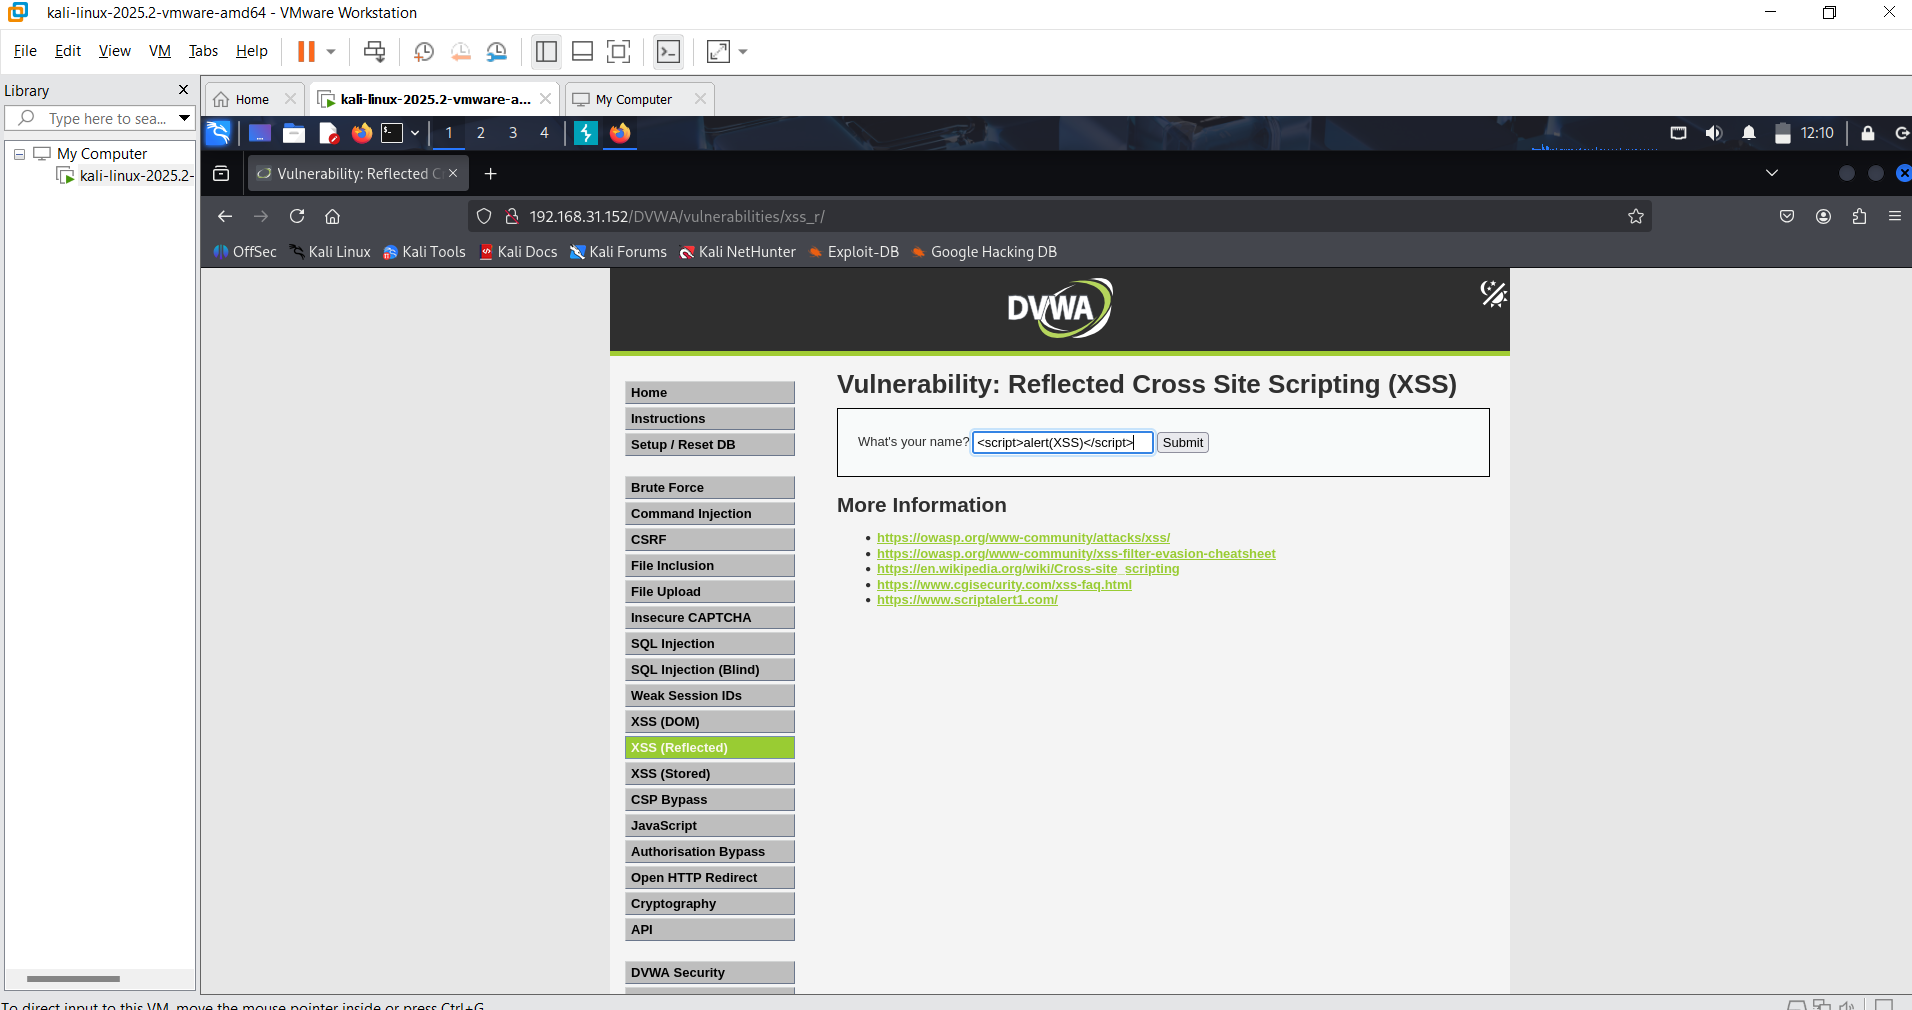 kali-linux-2025.2-vmware-amd64 - VMware Workstation
File Edit View VM Tabs Help
Library
Type here to sea...
My Computer
kali-linux-2025.2-
Home
kali-linux-2025.2-vmware-a...
My Computer
1 2 3 4
12:10
Vulnerability: Reflected C
192.168.31.152/DVWA/vulnerabilities/xss_r/
OffSec Kali Linux Kali Tools Kali Docs Kali Forums Kali NetHunter Exploit-DB Google Hacking DB
DVWA
Home
Instructions
Setup / Reset DB
Brute Force
Command Injection
CSRF
File Inclusion
File Upload
Insecure CAPTCHA
SQL Injection
SQL Injection (Blind)
Weak Session IDs
XSS (DOM)
XSS (Reflected)
XSS (Stored)
CSP Bypass
JavaScript
Authorisation Bypass
Open HTTP Redirect
Cryptography
API
DVWA Security
Vulnerability: Reflected Cross Site Scripting (XSS)
What's your name? <script>alert(XSS)</script> Submit
More Information
https://owasp.org/www-community/attacks/xss/
https://owasp.org/www-community/xss-filter-evasion-cheatsheet
https://en.wikipedia.org/wiki/Cross-site_scripting
https://www.cgisecurity.com/xss-faq.html
https://www.scriptalert1.com/
To direct input to this VM, move the mouse pointer inside or press Ctrl+G.